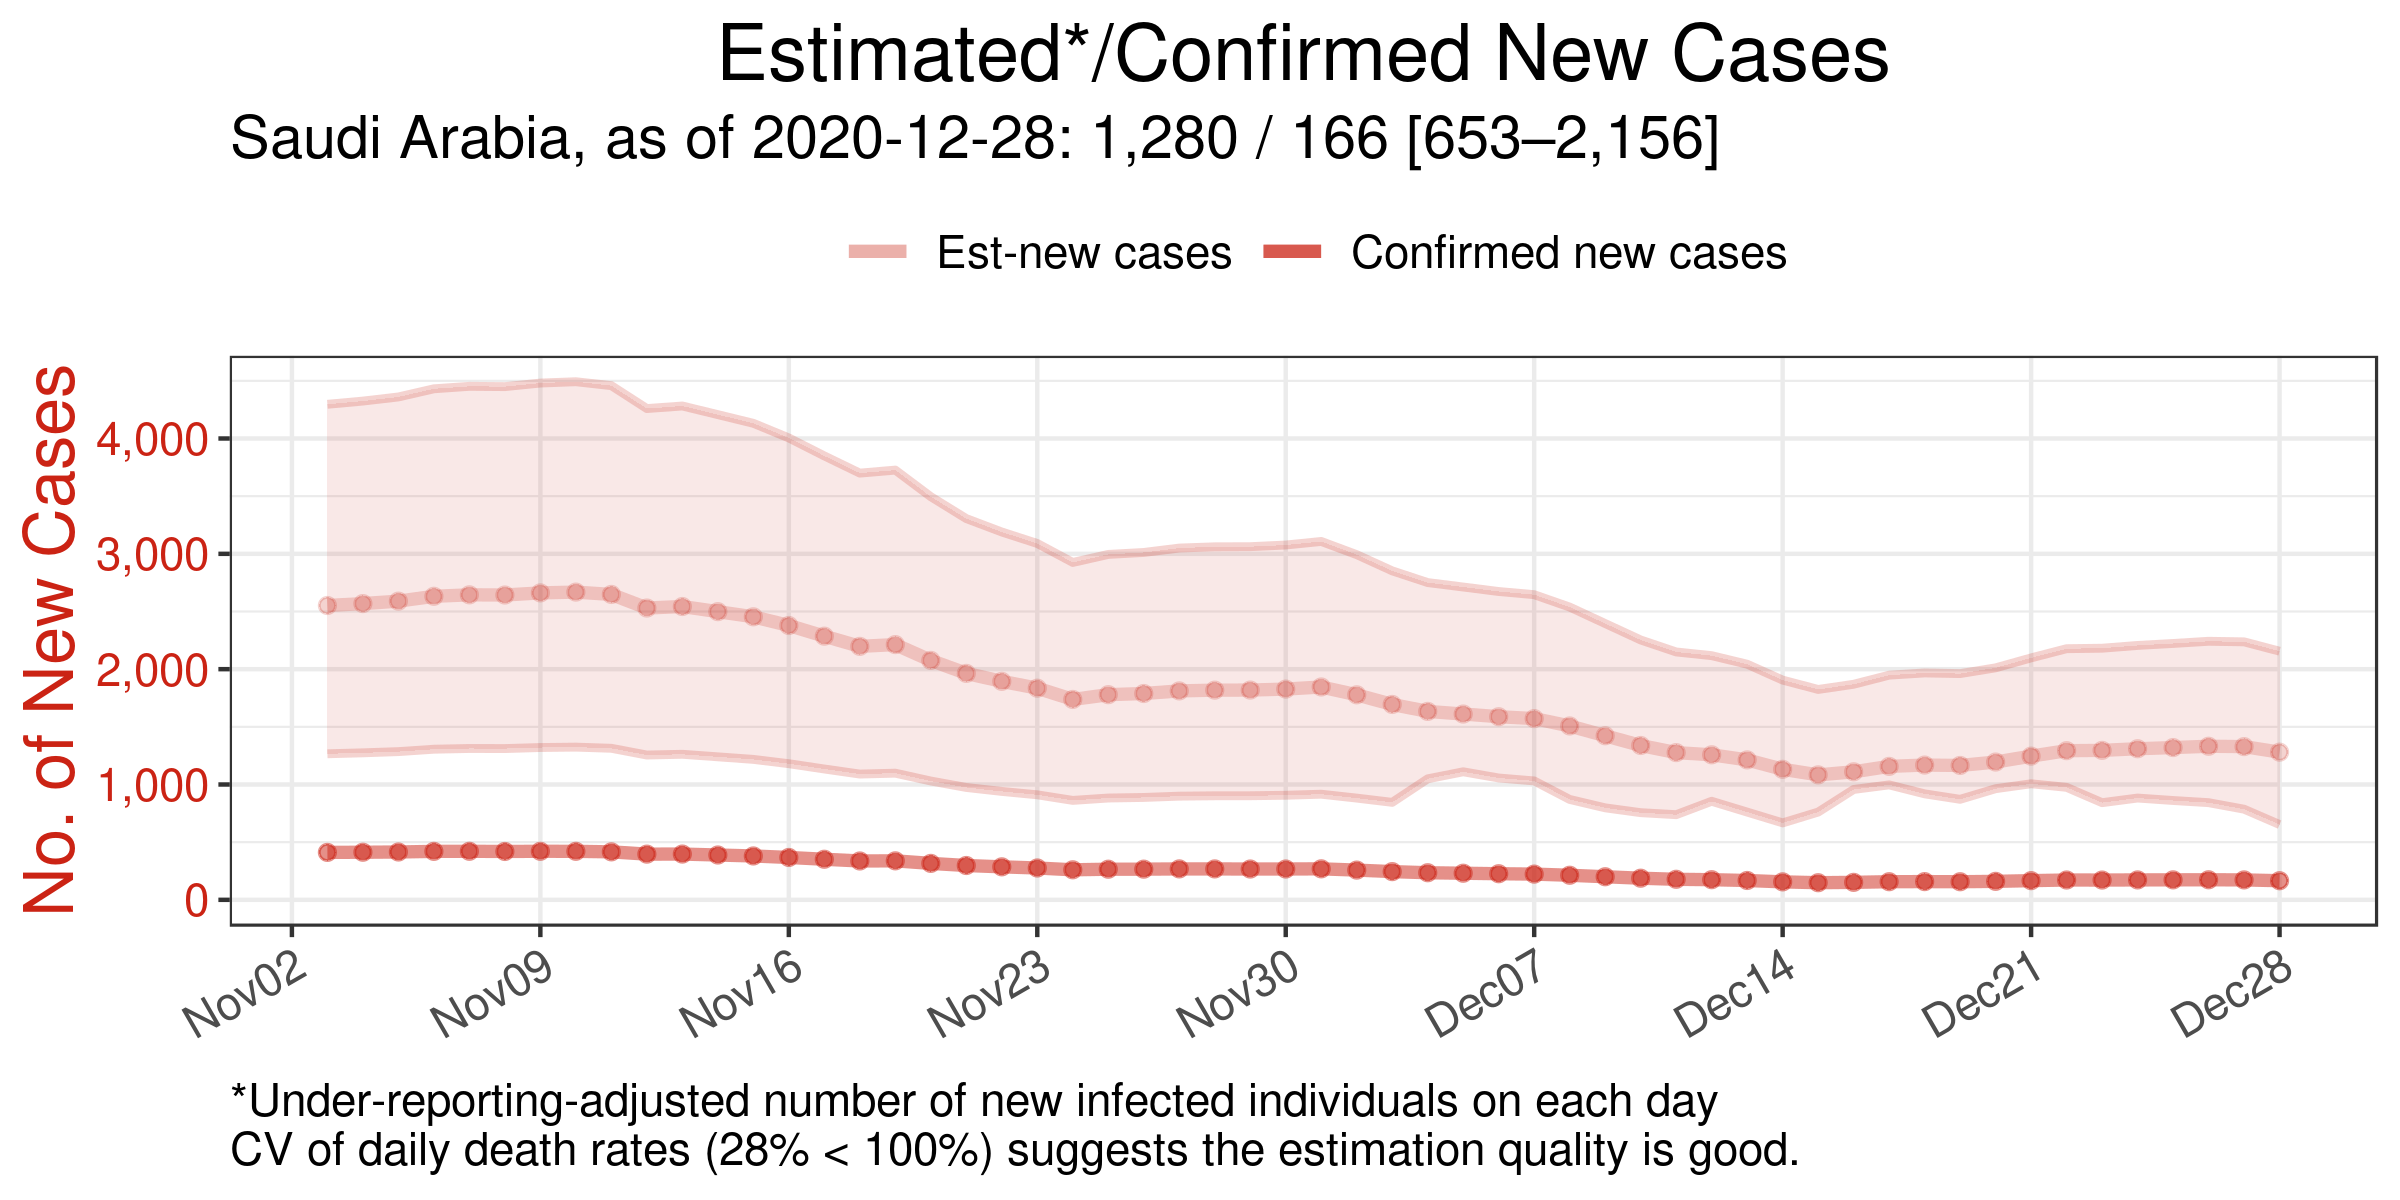 Estimated*/Confirmed New Cases
Saudi Arabia, as of 2020-12-28: 1,280 / 166 [653–2,156]
Est-new cases Confirmed new cases
No. of New Cases
4,000
3,000
2,000
1,000
0
Nov02 Nov09 Nov16 Nov23 Nov30 Dec07 Dec14 Dec21 Dec28
*Under-reporting-adjusted number of new infected individuals on each day
CV of daily death rates (28% < 100%) suggests the estimation quality is good.